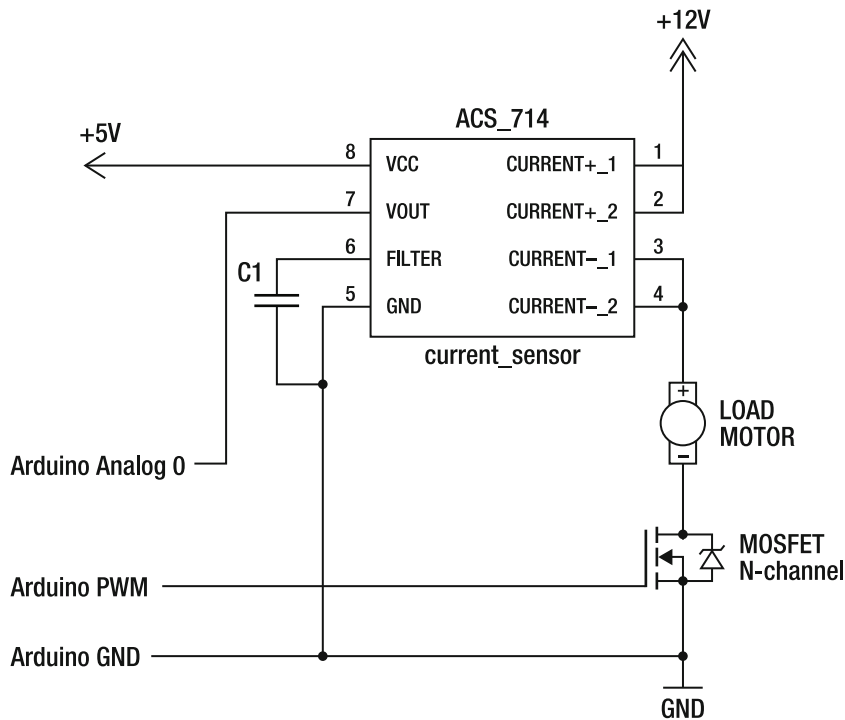 +12V
ACS_714
+5V
8 VCC CURRENT+_1 1
7 VOUT CURRENT+_2 2
6 FILTER CURRENT−_1 3
C1
5 GND CURRENT−_2 4
current_sensor
+
LOAD
MOTOR
−
Arduino Analog 0
MOSFET
N-channel
Arduino PWM
Arduino GND
GND